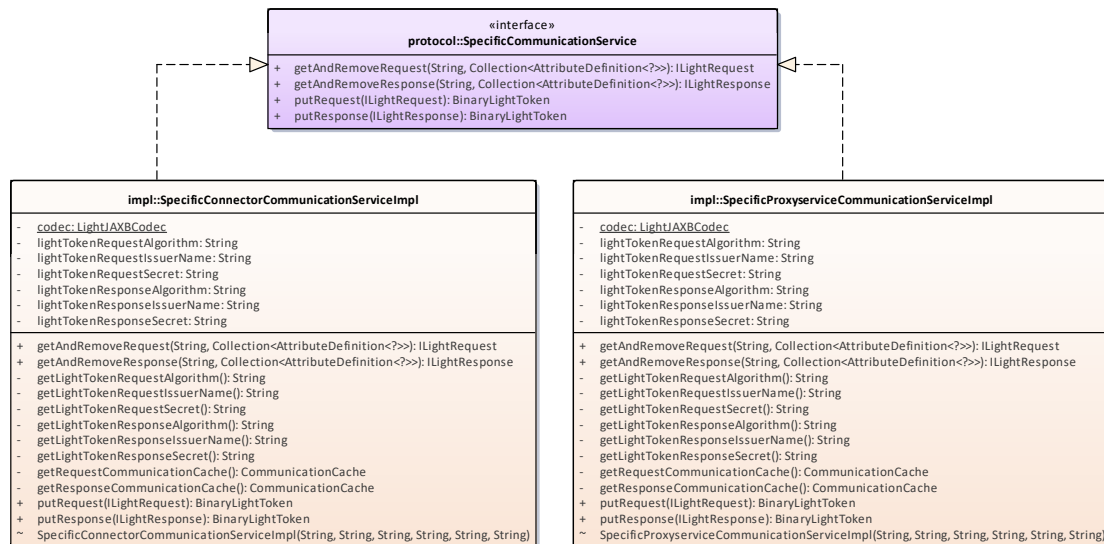 «interface»
protocol::SpecificCommunicationService
+ getAndRemoveRequest(String, Collection<AttributeDefinition<?>>): ILightRequest
+ getAndRemoveResponse(String, Collection<AttributeDefinition<?>>): ILightResponse
+ putRequest(ILightRequest): BinaryLightToken
+ putResponse(ILightResponse): BinaryLightToken
impl::SpecificConnectorCommunicationServiceImpl
- codec: LightJAXBCodec
- lightTokenRequestAlgorithm: String
- lightTokenRequestIssuerName: String
- lightTokenRequestSecret: String
- lightTokenResponseAlgorithm: String
- lightTokenResponseIssuerName: String
- lightTokenResponseSecret: String
+ getAndRemoveRequest(String, Collection<AttributeDefinition<?>>): ILightRequest
+ getAndRemoveResponse(String, Collection<AttributeDefinition<?>>): ILightResponse
- getLightTokenRequestAlgorithm(): String
- getLightTokenRequestIssuerName(): String
- getLightTokenRequestSecret(): String
- getLightTokenResponseAlgorithm(): String
- getLightTokenResponseIssuerName(): String
- getLightTokenResponseSecret(): String
- getRequestCommunicationCache(): CommunicationCache
- getResponseCommunicationCache(): CommunicationCache
+ putRequest(ILightRequest): BinaryLightToken
+ putResponse(ILightResponse): BinaryLightToken
~ SpecificConnectorCommunicationServiceImpl(String, String, String, String, String, String)
impl::SpecificProxyserviceCommunicationServiceImpl
- codec: LightJAXBCodec
- lightTokenRequestAlgorithm: String
- lightTokenRequestIssuerName: String
- lightTokenRequestSecret: String
- lightTokenResponseAlgorithm: String
- lightTokenResponseIssuerName: String
- lightTokenResponseSecret: String
+ getAndRemoveRequest(String, Collection<AttributeDefinition<?>>): ILightRequest
+ getAndRemoveResponse(String, Collection<AttributeDefinition<?>>): ILightResponse
- getLightTokenRequestAlgorithm(): String
- getLightTokenRequestIssuerName(): String
- getLightTokenRequestSecret(): String
- getLightTokenResponseAlgorithm(): String
- getLightTokenResponseIssuerName(): String
- getLightTokenResponseSecret(): String
- getRequestCommunicationCache(): CommunicationCache
- getResponseCommunicationCache(): CommunicationCache
+ putRequest(ILightRequest): BinaryLightToken
+ putResponse(ILightResponse): BinaryLightToken
~ SpecificProxyserviceCommunicationServiceImpl(String, String, String, String, String, String)